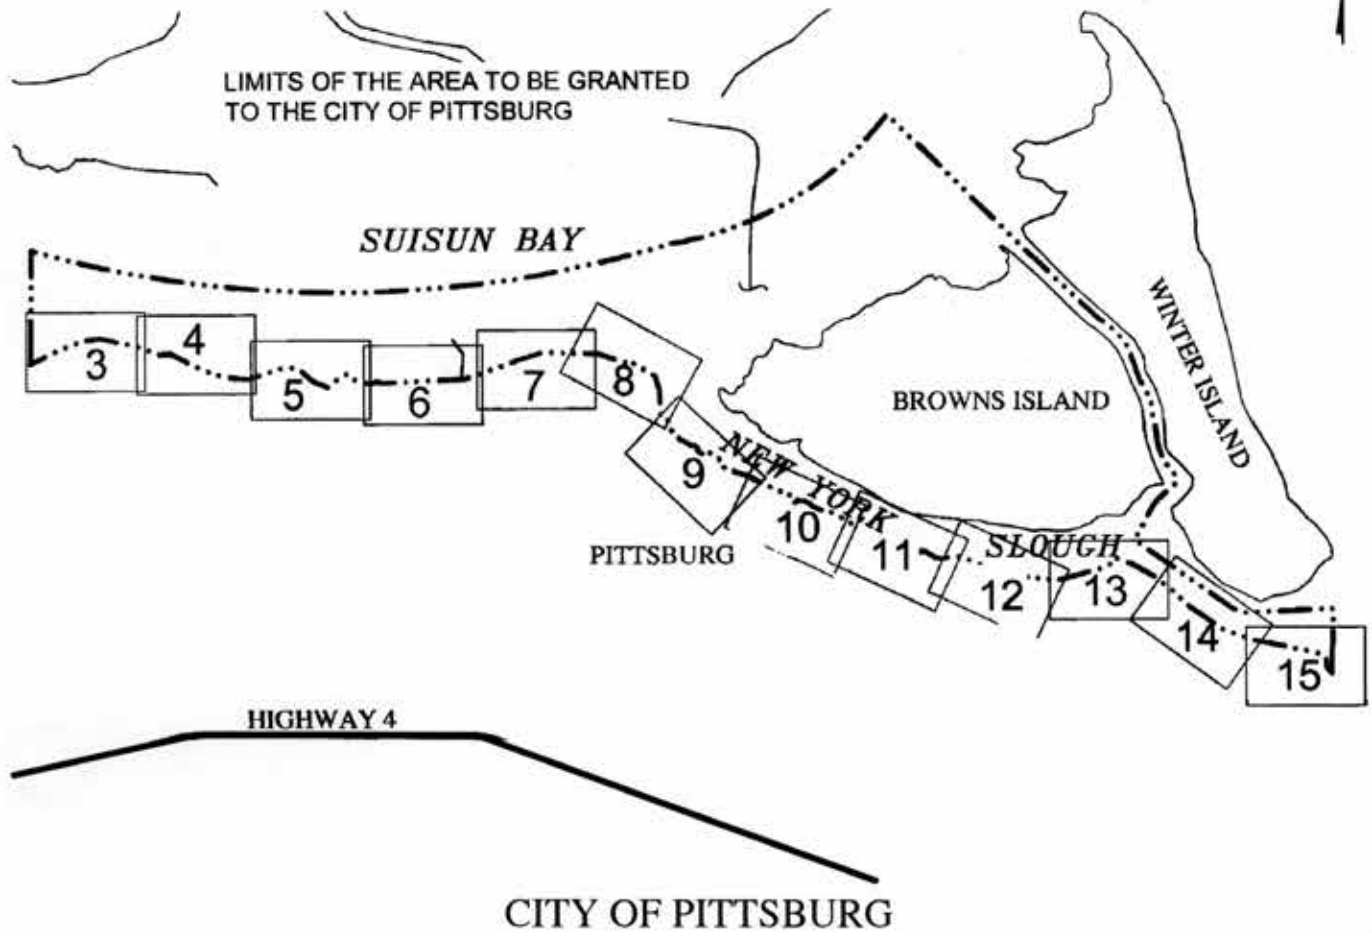 LIMITS OF THE AREA TO BE GRANTED
TO THE CITY OF PITTSBURG
SUISUN BAY
WINTER ISLAND
BROWNS ISLAND
3
4
5
6
7
8
9
10
11
12
13
14
15
NEW YORK
SLOUGH
PITTSBURG
HIGHWAY 4
CITY OF PITTSBURG